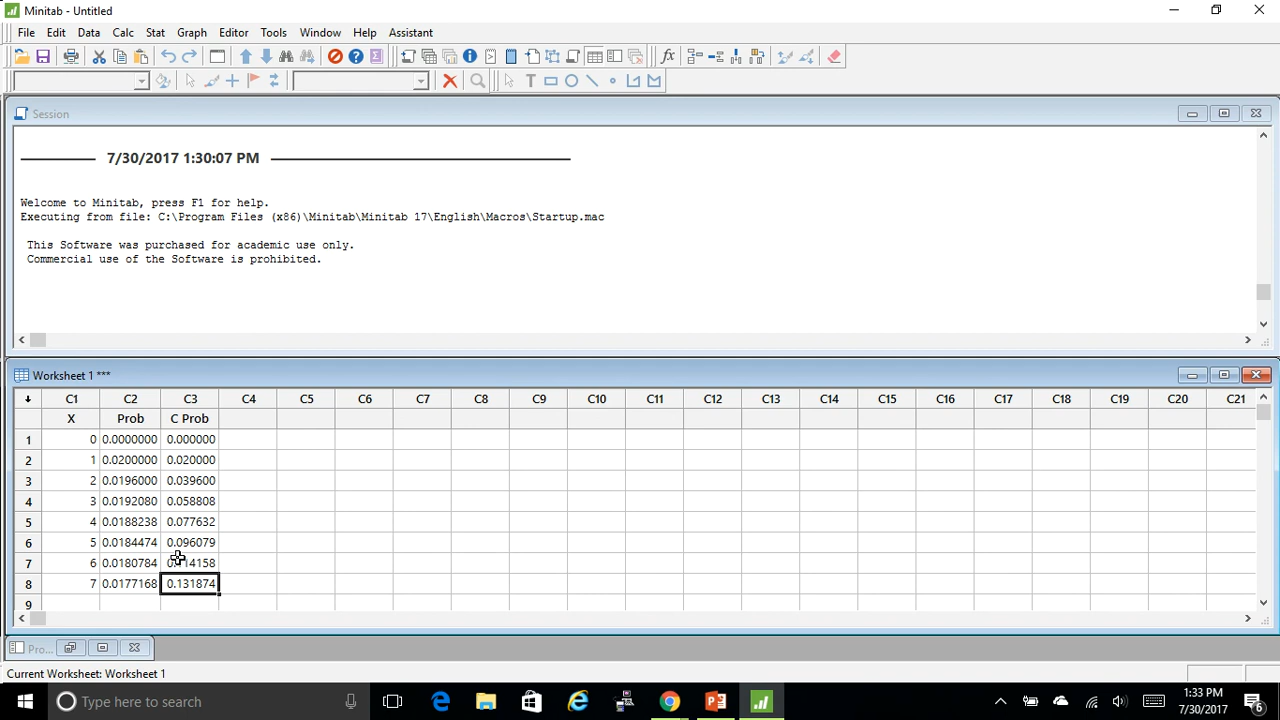 Minitab - Untitled
File Edit Data Calc Stat Graph Editor Tools Window Help Assistant
Session
7/30/2017 1:30:07 PM
Welcome to Minitab, press F1 for help.
Executing from file: C:\Program Files (x86)\Minitab\Minitab 17\English\Macros\Startup.mac
This Software was purchased for academic use only.
Commercial use of the Software is prohibited.
Worksheet 1 ***
C1 C2 C3 C4 C5 C6 C7 C8 C9 C10 C11 C12 C13 C14 C15 C16 C17 C18 C19 C20 C21
X Prob C Prob
1 0 0.0000000 0.000000
2 1 0.0200000 0.020000
3 2 0.0196000 0.039600
4 3 0.0192080 0.058808
5 4 0.0188238 0.077632
6 5 0.0184474 0.096079
7 6 0.0180784
8 7 0.0177168 0.131874
9
Pro...
Current Worksheet: Worksheet 1
Type here to search
1:33 PM
7/30/2017
6